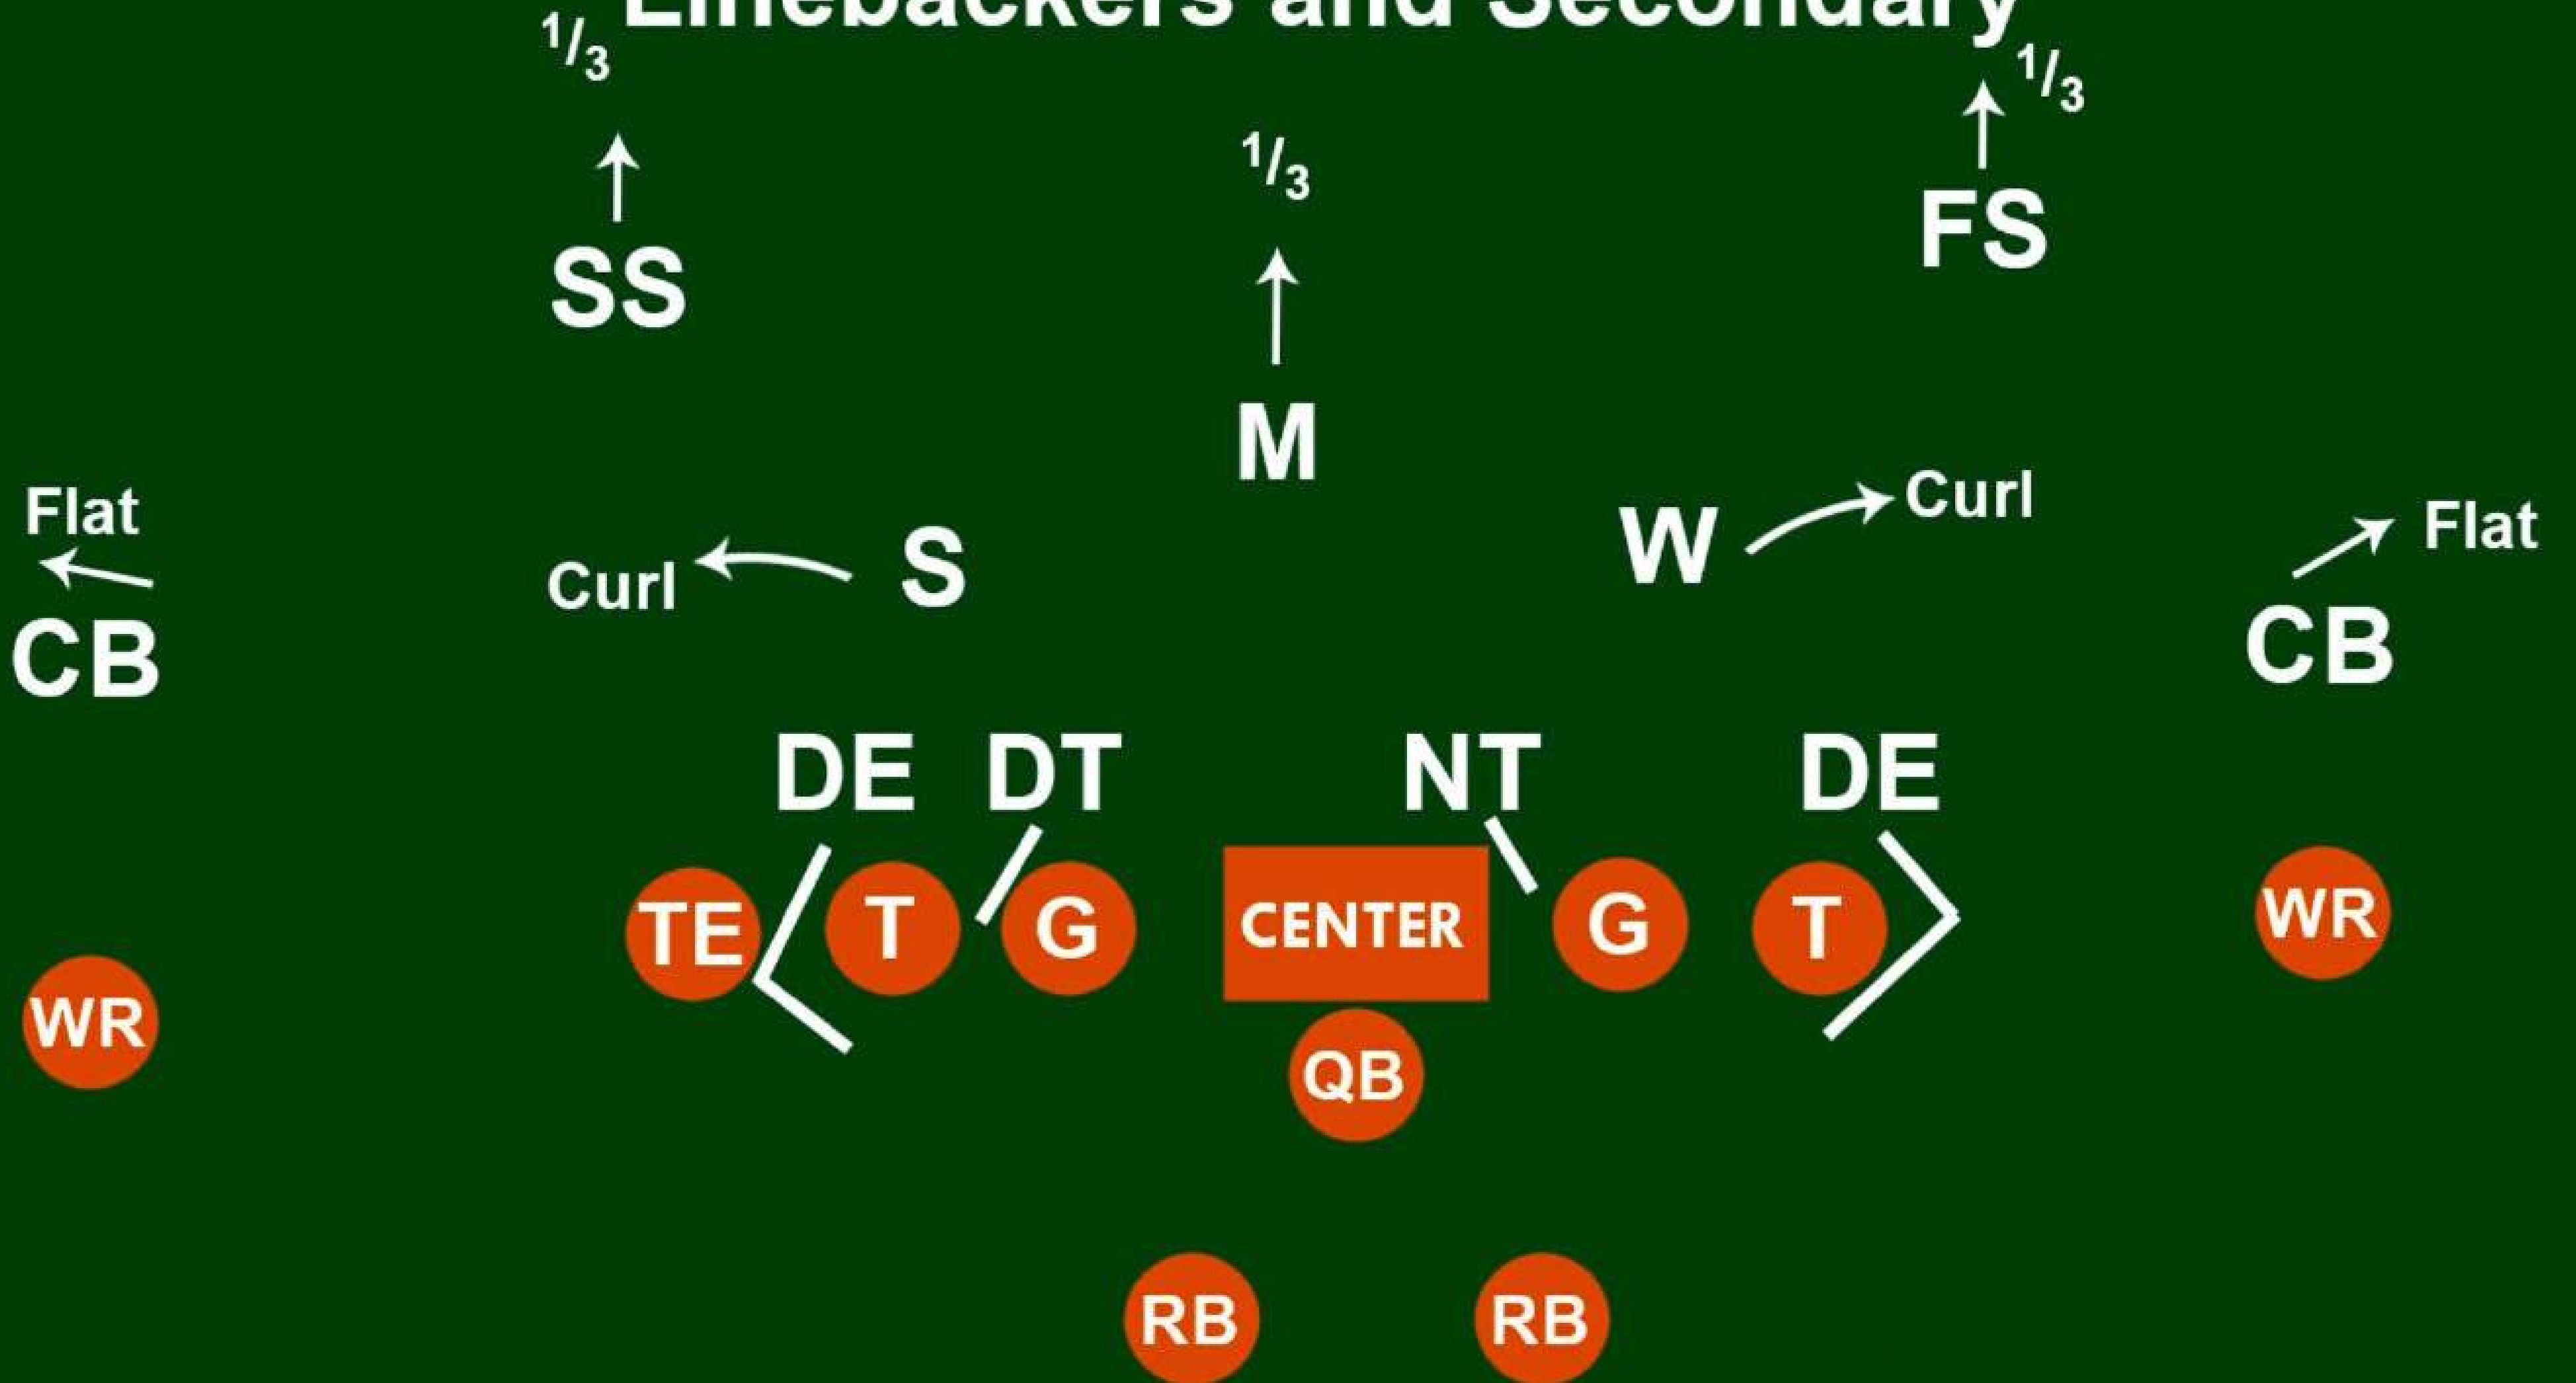 Linebackers and Secondary
1/3
1/3
1/3
SS
FS
M
Flat
Curl
S
W
Curl
Flat
CB
CB
DE DT NT DE
TE T G CENTER G T WR
WR
QB
RB RB